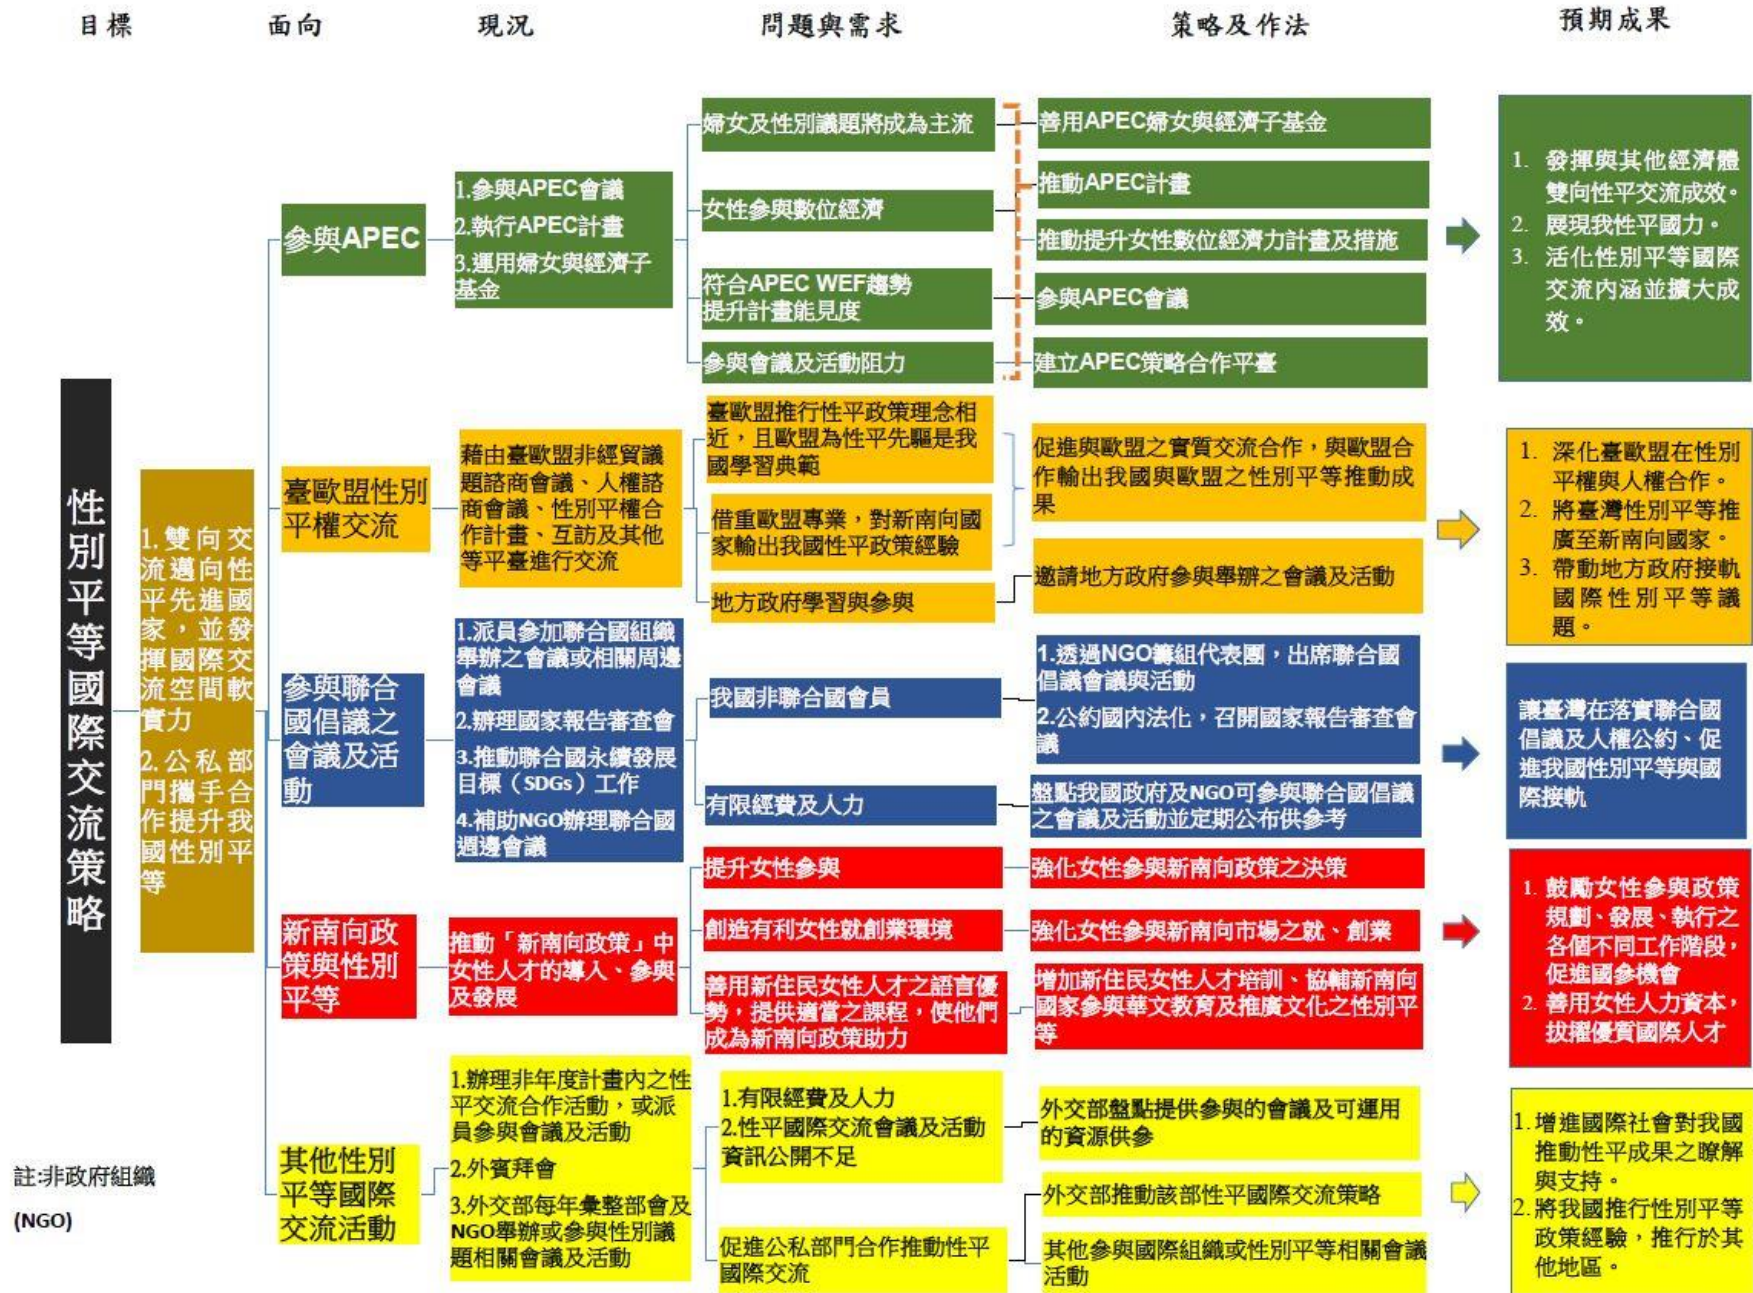 目標
面向
現況
問題與需求
策略及作法
預期成果
性別平等國際交流策略
1.雙向交
流邁向性
平先進國
家，並發
揮國際交
流空間軟
實力
2.公私部
門攜手合
作提升我
國性別平
等
參與APEC
1.參與APEC會議
2.執行APEC計畫
3.運用婦女與經濟子
基金
婦女及性別議題將成為主流
女性參與數位經濟
符合APEC WEF趨勢
提升計畫能見度
參與會議及活動阻力
善用APEC婦女與經濟子基金
推動APEC計畫
推動提升女性數位經濟力計畫及措施
參與APEC會議
建立APEC策略合作平臺
1. 發揮與其他經濟體
雙向性平交流成效。
2. 展現我性平國力。
3. 活化性別平等國際
交流內涵並擴大成
效。
臺歐盟性別
平權交流
藉由臺歐盟非經貿議
題諮商會議、人權諮
商會議、性別平權合
作計畫、互訪及其他
等平臺進行交流
臺歐盟推行性平政策理念相
近，且歐盟為性平先驅是我
國學習典範
借重歐盟專業，對新南向國
家輸出我國性平政策經驗
地方政府學習與參與
促進與歐盟之實質交流合作，與歐盟合
作輸出我國與歐盟之性別平等推動成
果
邀請地方政府參與舉辦之會議及活動
1. 深化臺歐盟在性別
平權與人權合作。
2. 將臺灣性別平等推
廣至新南向國家。
3. 帶動地方政府接軌
國際性別平等議
題。
參與聯合
國倡議之
會議及活
動
1.派員參加聯合國組織
舉辦之會議或相關周邊
會議
2.辦理國家報告審查會
3.推動聯合國永續發展
目標（SDGs）工作
4.補助NGO辦理聯合國
週邊會議
我國非聯合國會員
有限經費及人力
1.透過NGO籌組代表團，出席聯合國
倡議會議與活動
2.公約國內法化，召開國家報告審查會
議
盤點我國政府及NGO可參與聯合國倡議
之會議及活動並定期公布供參考
讓臺灣在落實聯合國
倡議及人權公約、促
進我國性別平等與國
際接軌
新南向政
策與性別
平等
推動「新南向政策」中
女性人才的導入、參與
及發展
提升女性參與
創造有利女性就創業環境
善用新住民女性人才之語言優
勢，提供適當之課程，使他們
成為新南向政策助力
強化女性參與新南向政策之決策
強化女性參與新南向市場之就、創業
增加新住民女性人才培訓、協輔新南向
國家參與華文教育及推廣文化之性別平
等
1. 鼓勵女性參與政策
規劃、發展、執行之
各個不同工作階段，
促進國參機會
2. 善用女性人力資本，
拔擢優質國際人才
其他性別
平等國際
交流活動
1.辦理非年度計畫內之性
平交流合作活動，或派
員參與會議及活動
2.外賓拜會
3.外交部每年彙整部會及
NGO舉辦或參與性別議
題相關會議及活動
1.有限經費及人力
2.性平國際交流會議及活動
資訊公開不足
促進公私部門合作推動性平
國際交流
外交部盤點提供參與的會議及可運用
的資源供參
外交部推動該部性平國際交流策略
其他參與國際組織或性別平等相關會議
活動
1. 增進國際社會對我國
推動性平成果之瞭解
與支持。
2. 將我國推行性別平等
政策經驗，推行於其
他地區。
註:非政府組織
(NGO)